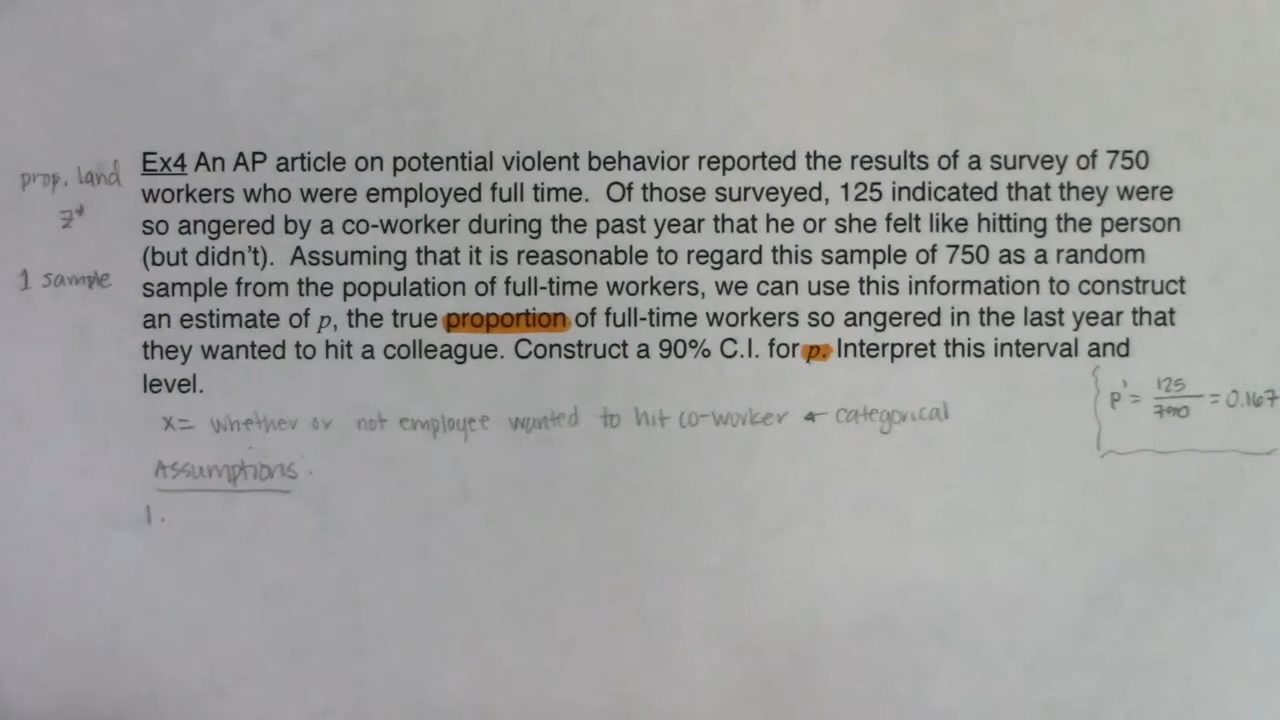 prop. land
z*
1 sample
Ex4 An AP article on potential violent behavior reported the results of a survey of 750
workers who were employed full time. Of those surveyed, 125 indicated that they were
so angered by a co-worker during the past year that he or she felt like hitting the person
(but didn't). Assuming that it is reasonable to regard this sample of 750 as a random
sample from the population of full-time workers, we can use this information to construct
an estimate of p, the true proportion of full-time workers so angered in the last year that
they wanted to hit a colleague. Construct a 90% C.I. for p. Interpret this interval and
level.
p' = 125/750 = 0.167
x = whether or not employee wanted to hit co-worker ← categorical
Assumptions.
1.